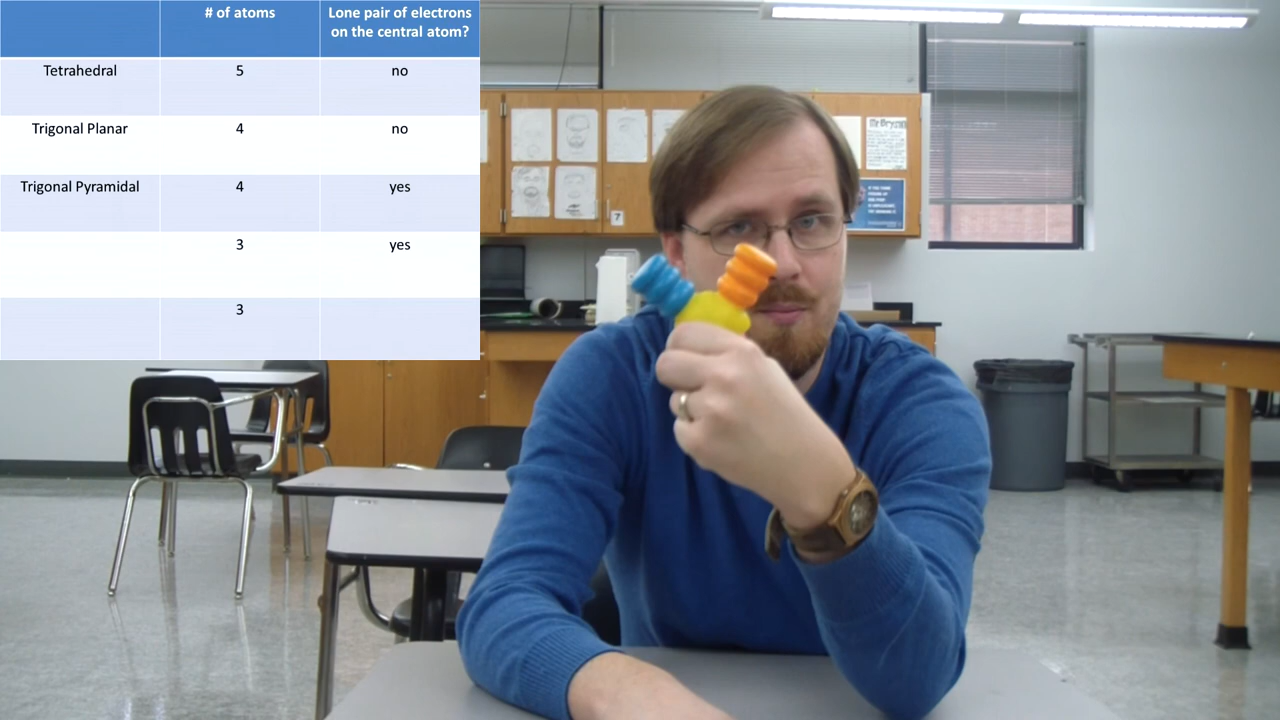 # of atoms
Lone pair of electrons
on the central atom?
Tetrahedral 5 no
Trigonal Planar 4 no
Trigonal Pyramidal 4 yes
3 yes
3
7